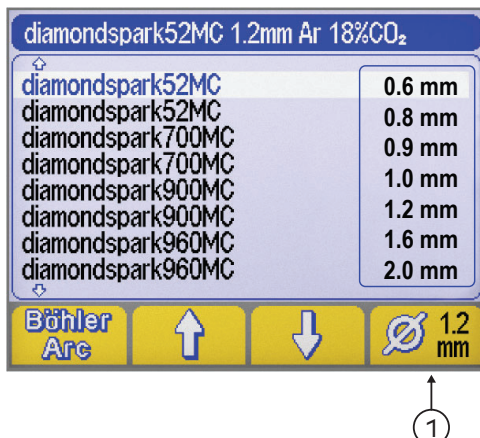 diamondspark52MC 1.2mm Ar 18%CO₂
diamondspark52MC
diamondspark52MC
diamondspark700MC
diamondspark700MC
diamondspark900MC
diamondspark900MC
diamondspark960MC
diamondspark960MC
0.6 mm
0.8 mm
0.9 mm
1.0 mm
1.2 mm
1.6 mm
2.0 mm
Böhler
Arc
Ø 1.2
mm
1